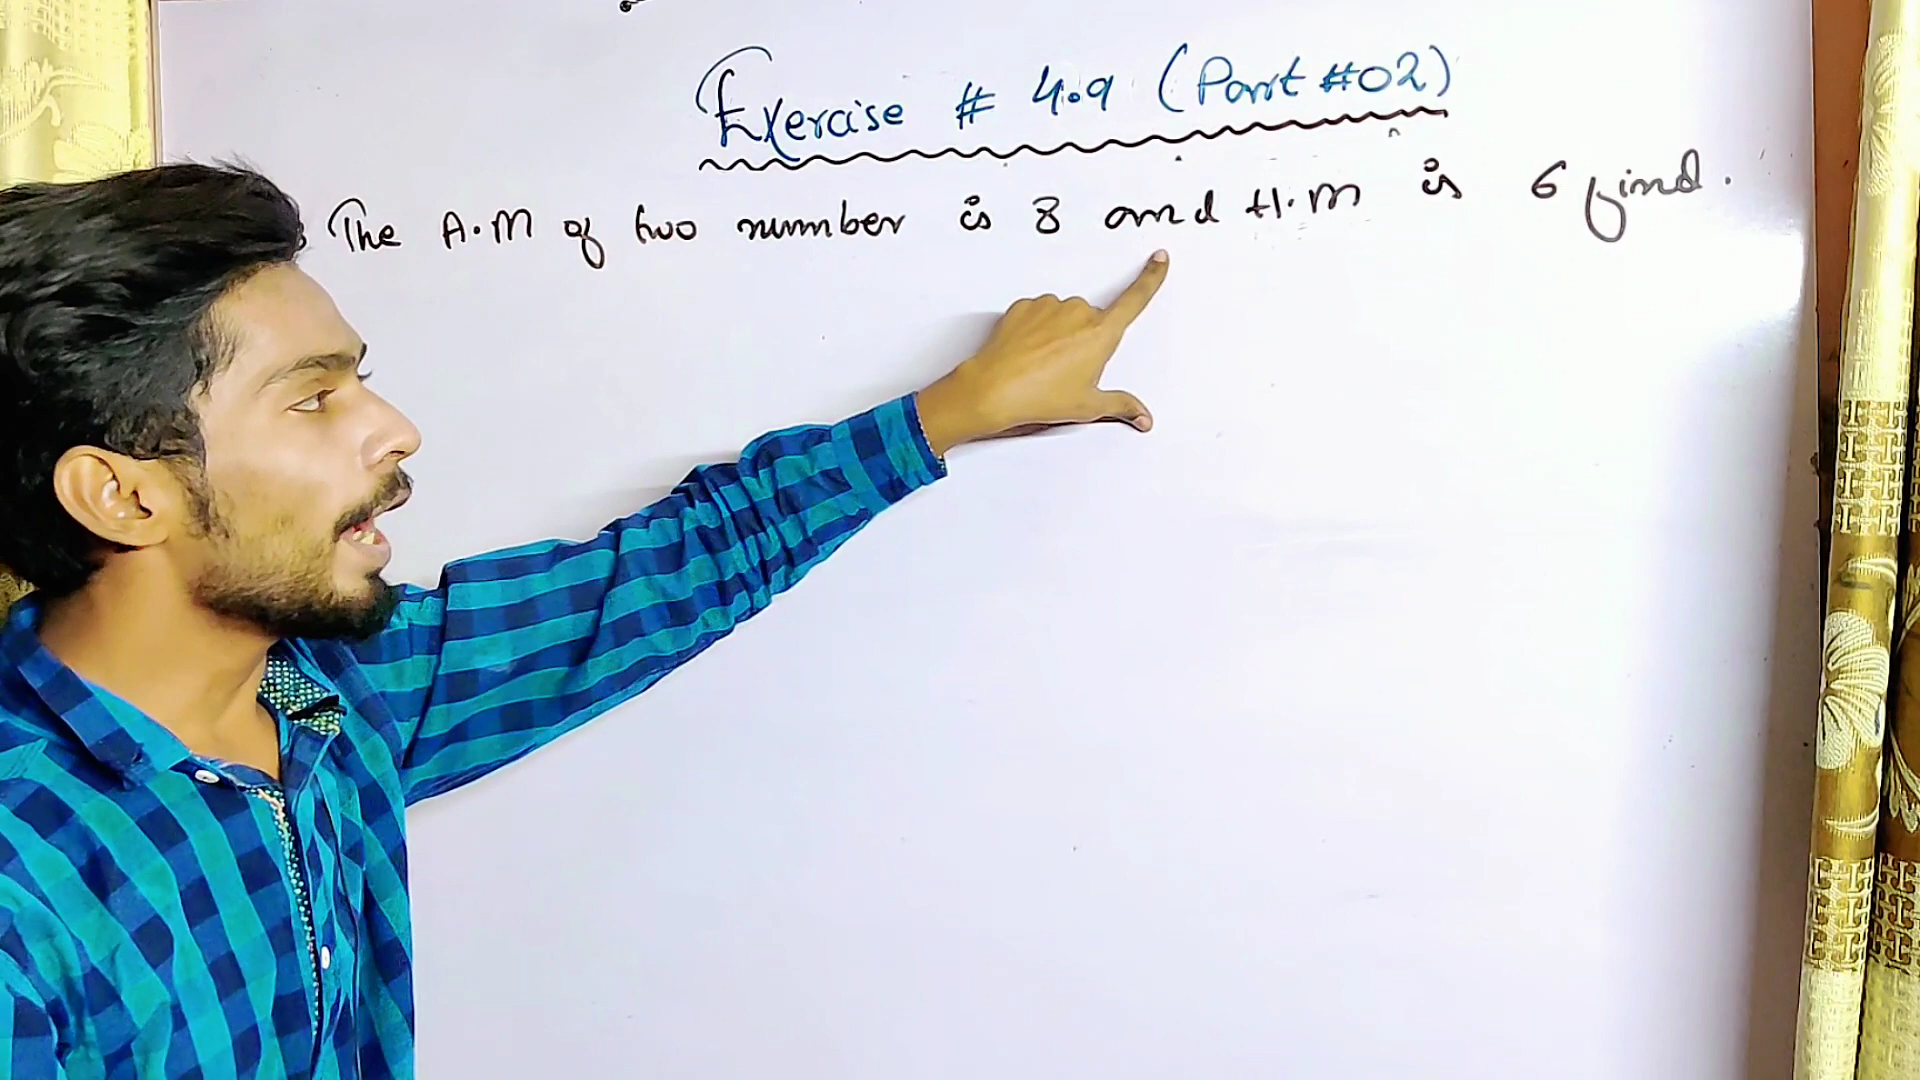 Exercise # 4.9 (Part #02)
The A.M of two number is 8 and H.M is 6 find.